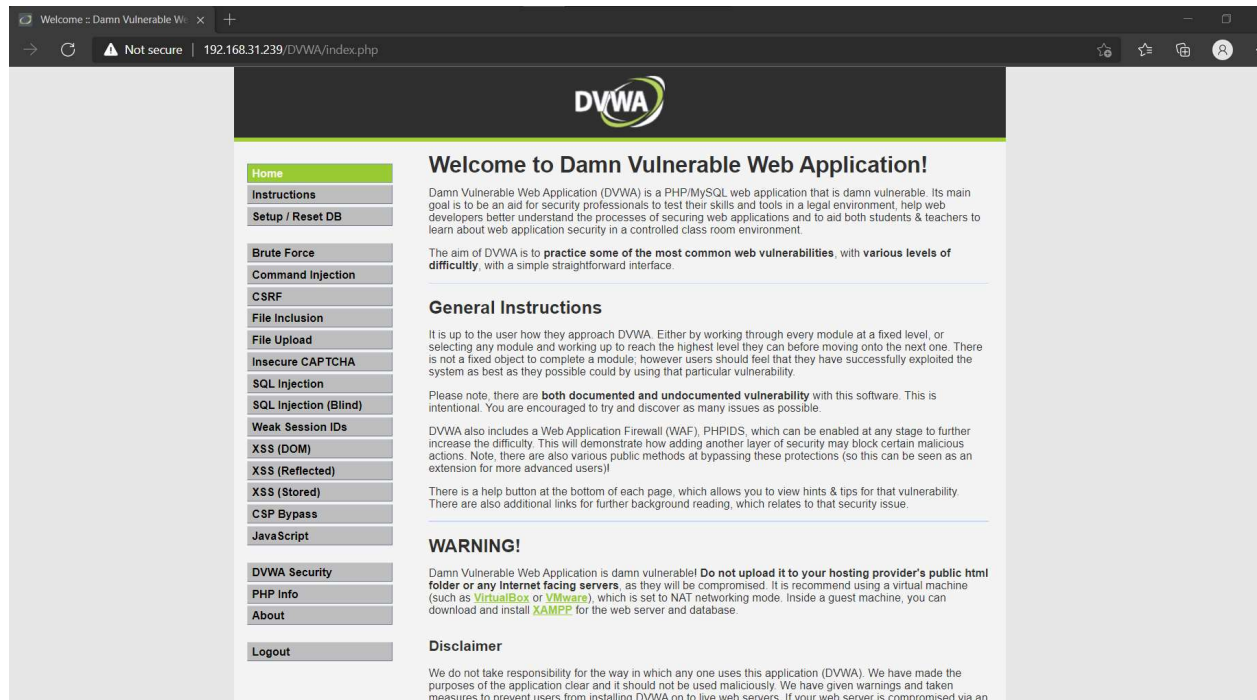 Welcome :: Damn Vulnerable We
Not secure | 192.168.31.239/DVWA/index.php
DVWA
Home
Instructions
Setup / Reset DB
Brute Force
Command Injection
CSRF
File Inclusion
File Upload
Insecure CAPTCHA
SQL Injection
SQL Injection (Blind)
Weak Session IDs
XSS (DOM)
XSS (Reflected)
XSS (Stored)
CSP Bypass
JavaScript
DVWA Security
PHP Info
About
Logout
Welcome to Damn Vulnerable Web Application!
Damn Vulnerable Web Application (DVWA) is a PHP/MySQL web application that is damn vulnerable. Its main
goal is to be an aid for security professionals to test their skills and tools in a legal environment, help web
developers better understand the processes of securing web applications and to aid both students & teachers to
learn about web application security in a controlled class room environment.
The aim of DVWA is to practice some of the most common web vulnerabilities, with various levels of
difficultly, with a simple straightforward interface.
General Instructions
It is up to the user how they approach DVWA. Either by working through every module at a fixed level, or
selecting any module and working up to reach the highest level they can before moving onto the next one. There
is not a fixed object to complete a module; however users should feel that they have successfully exploited the
system as best as they possible could by using that particular vulnerability.
Please note, there are both documented and undocumented vulnerability with this software. This is
intentional. You are encouraged to try and discover as many issues as possible.
DVWA also includes a Web Application Firewall (WAF), PHPIDS, which can be enabled at any stage to further
increase the difficulty. This will demonstrate how adding another layer of security may block certain malicious
actions. Note, there are also various public methods at bypassing these protections (so this can be seen as an
extension for more advanced users)!
There is a help button at the bottom of each page, which allows you to view hints & tips for that vulnerability.
There are also additional links for further background reading, which relates to that security issue.
WARNING!
Damn Vulnerable Web Application is damn vulnerable! Do not upload it to your hosting provider's public html
folder or any Internet facing servers, as they will be compromised. It is recommend using a virtual machine
(such as VirtualBox or VMware), which is set to NAT networking mode. Inside a guest machine, you can
download and install XAMPP for the web server and database.
Disclaimer
We do not take responsibility for the way in which any one uses this application (DVWA). We have made the
purposes of the application clear and it should not be used maliciously. We have given warnings and taken
measures to prevent users from installing DVWA on to live web servers. If your web server is compromised via an